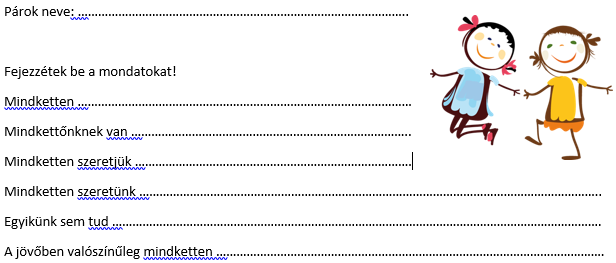 Párok neve: ...........................................................................................
Fejezzétek be a mondatokat!
Mindketten ...........................................................................................
Mindkettőnknek van ...........................................................................
Mindketten szeretjük ...........................................................................
Mindketten szeretünk ...............................................................................................................................
Egyikünk sem tud .......................................................................................................................................
A jövőben valószínűleg mindketten .........................................................................................................